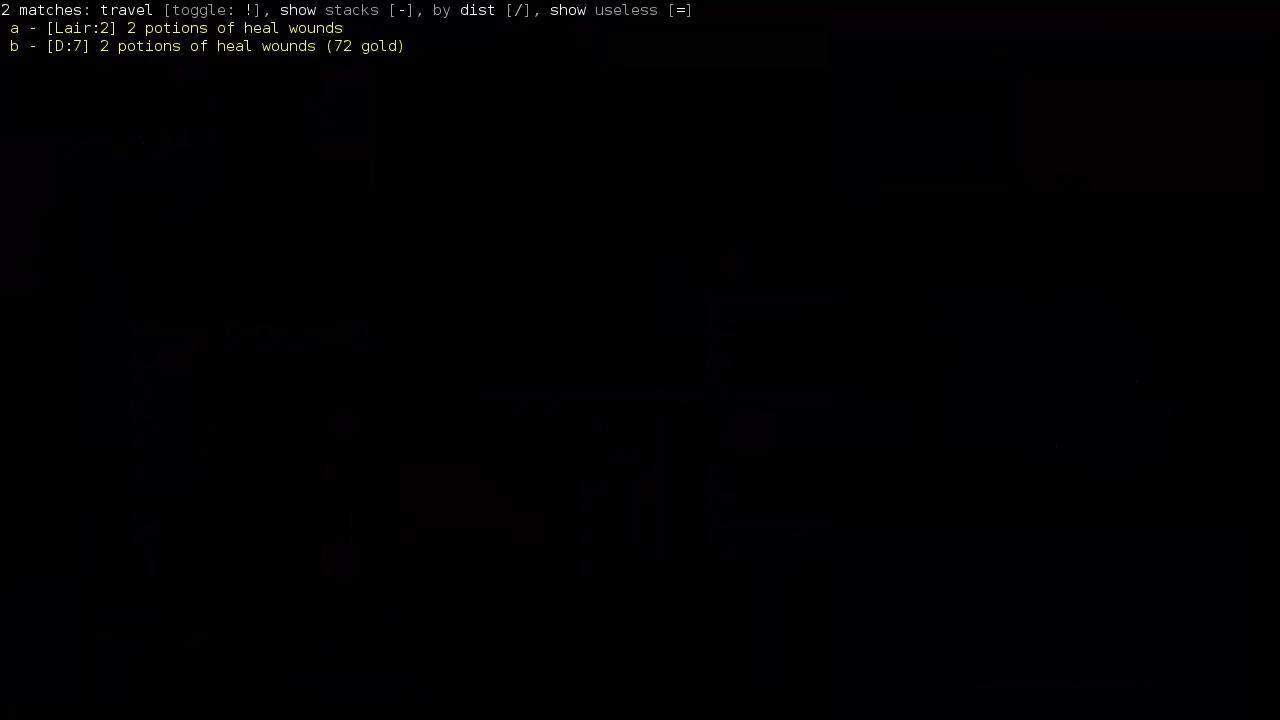 2 matches: travel [toggle: !], show stacks [-], by dist [/], show useless [=]
a - [Lair:2] 2 potions of heal wounds
b - [D:7] 2 potions of heal wounds (72 gold)